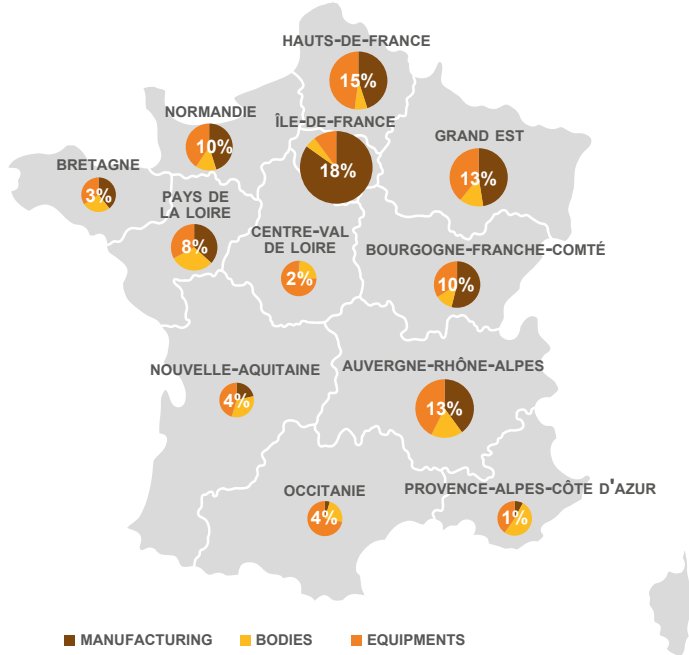 HAUTS-DE-FRANCE
15%
NORMANDIE
10%
ÎLE-DE-FRANCE
18%
GRAND EST
13%
BRETAGNE
3%
PAYS DE
LA LOIRE
8%
CENTRE-VAL
DE LOIRE
2%
BOURGOGNE-FRANCHE-COMTÉ
10%
NOUVELLE-AQUITAINE
4%
AUVERGNE-RHÔNE-ALPES
13%
OCCITANIE
4%
PROVENCE-ALPES-CÔTE D'AZUR
1%
MANUFACTURING BODIES EQUIPMENTS